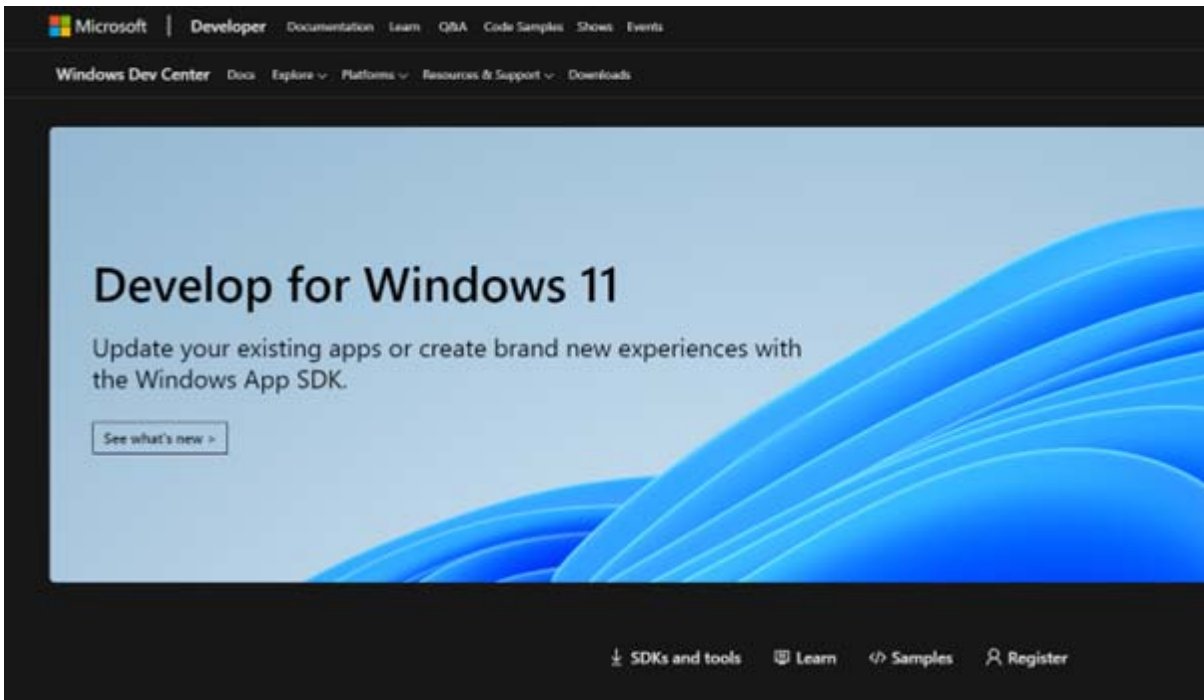 Microsoft | Developer Documentation Learn Q&A Code Samples Shows Events
Windows Dev Center Docs Explore Platforms Resources & Support Downloads
Develop for Windows 11
Update your existing apps or create brand new experiences with
the Windows App SDK.
See what's new >
SDKs and tools Learn </> Samples Register